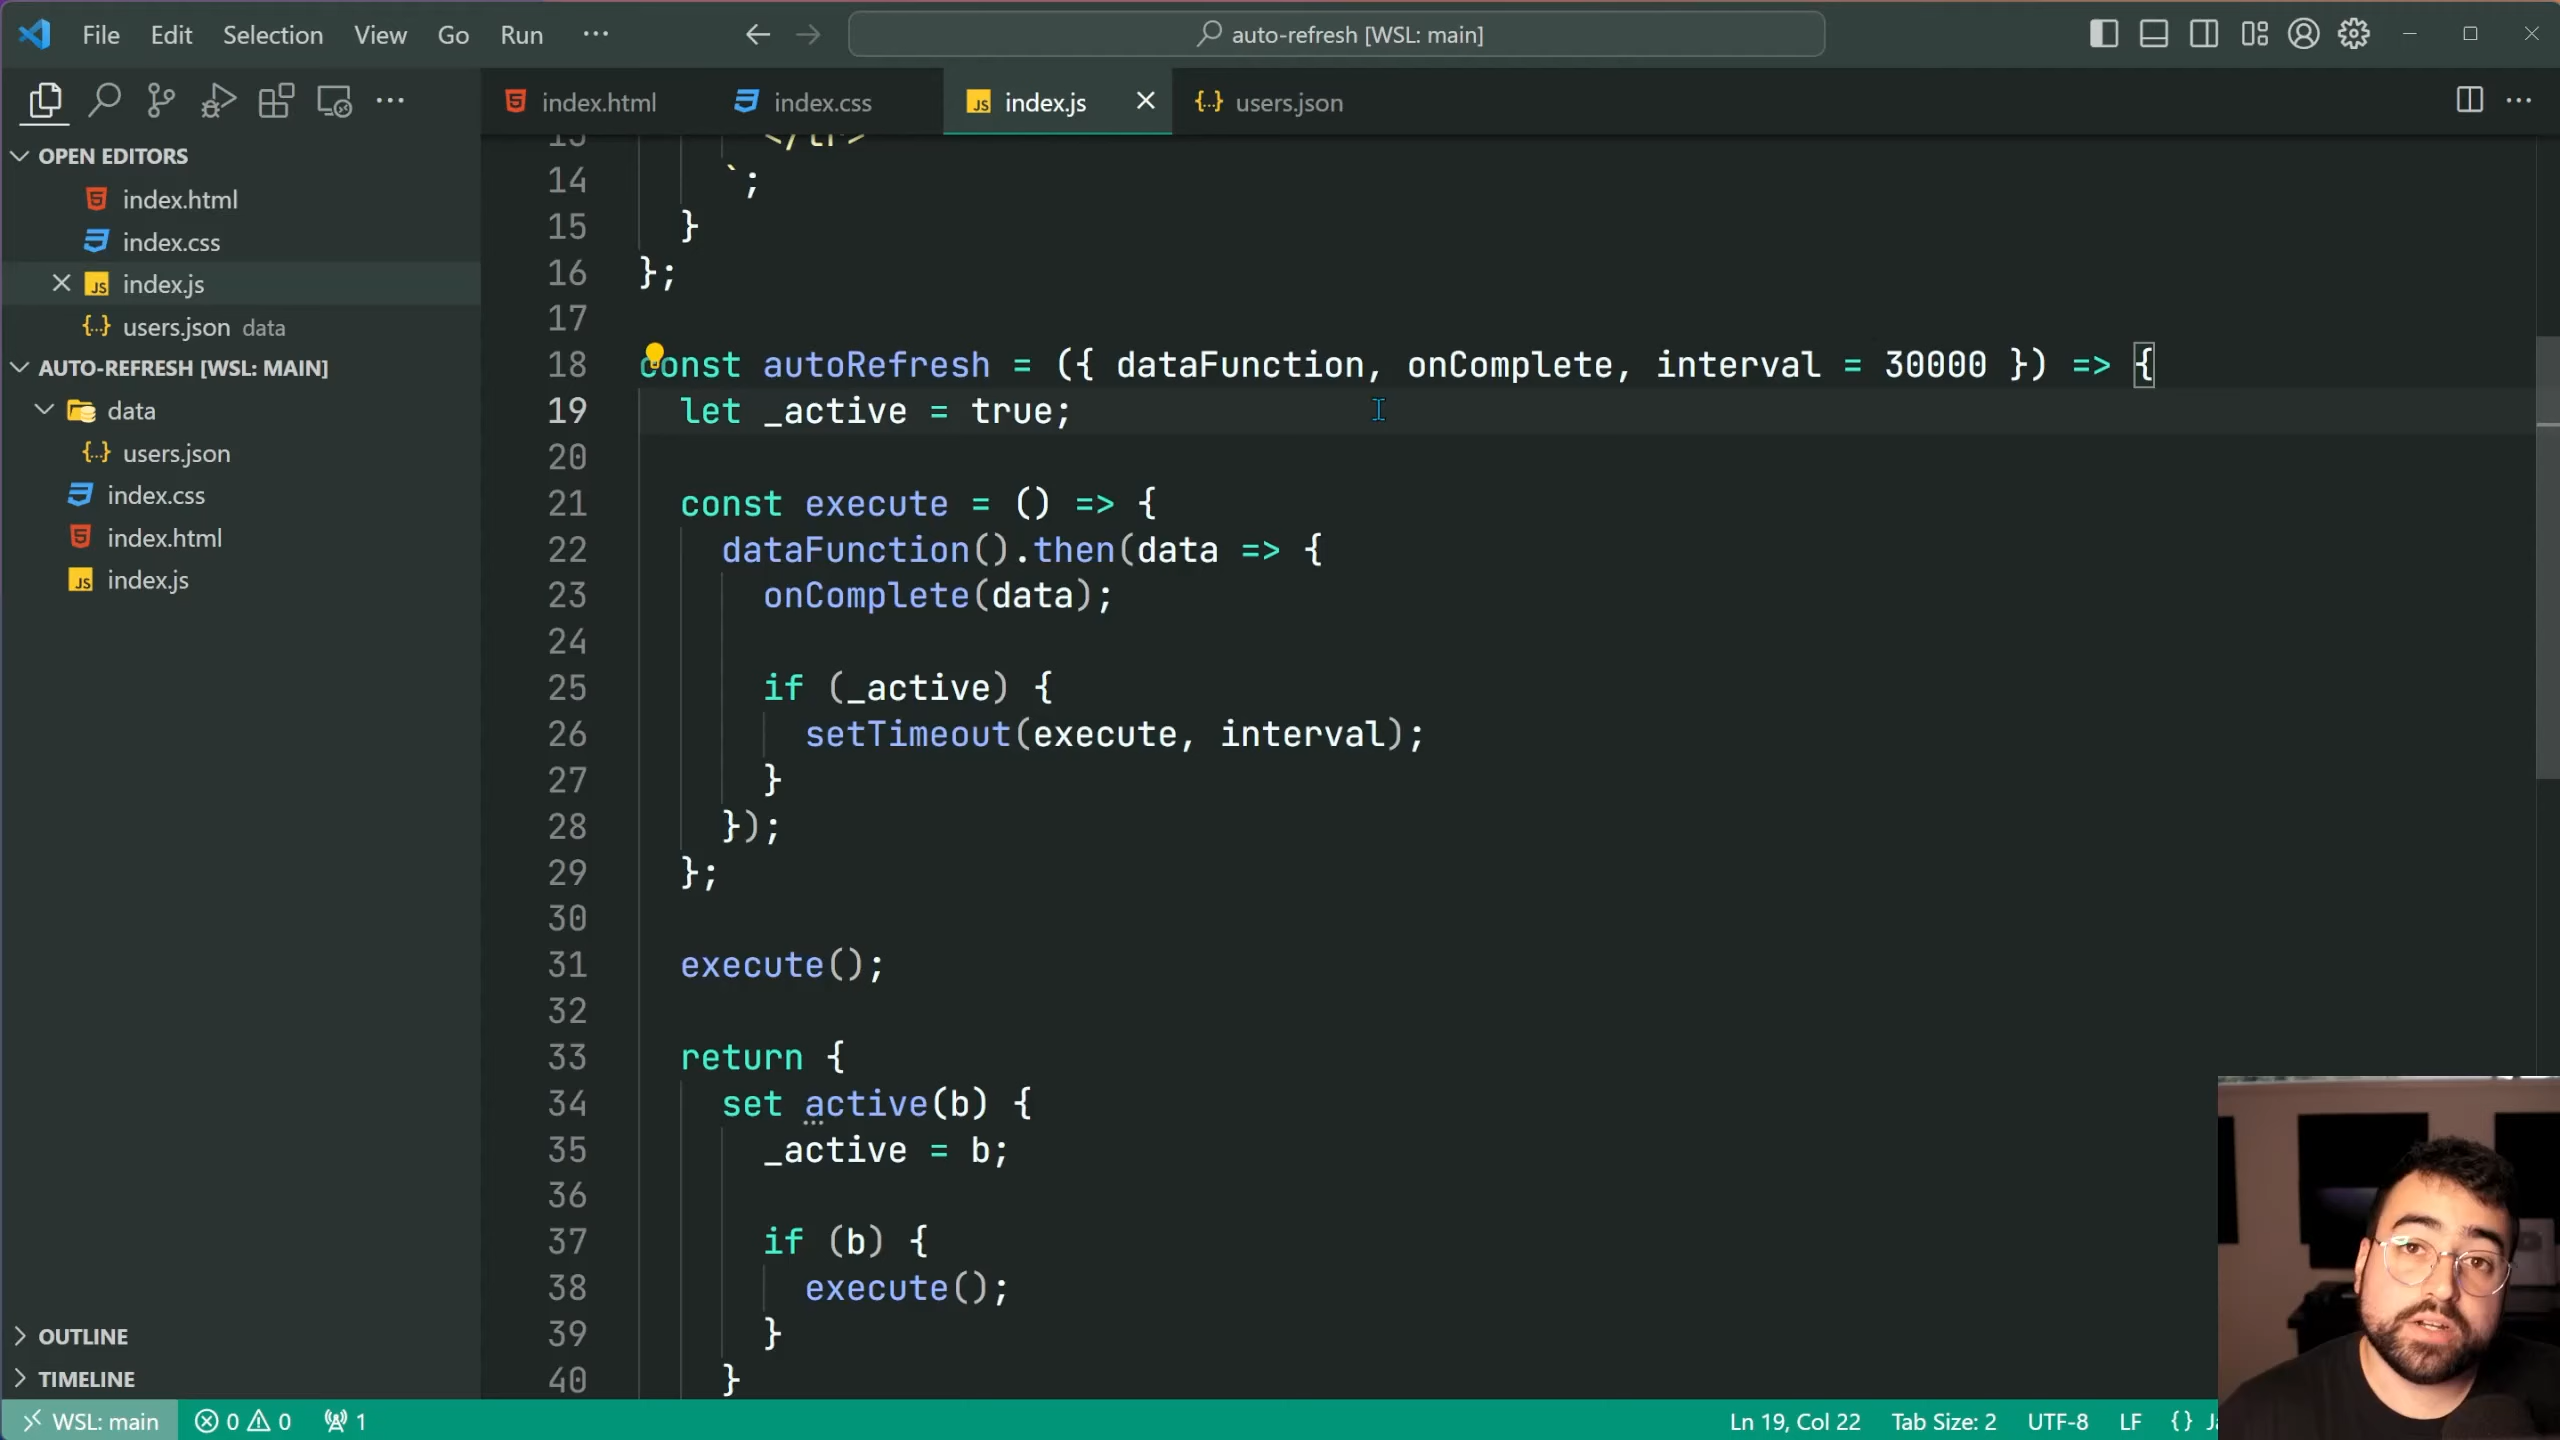 File Edit Selection View Go Run ... auto-refresh [WSL: main]
index.html index.css index.js users.json
OPEN EDITORS
index.html
index.css
index.js
users.json data
AUTO-REFRESH [WSL: MAIN]
data
users.json
index.css
index.html
index.js
OUTLINE
TIMELINE
13 </tr>
14 `;
15 }
16 };
17
18 const autoRefresh = ({ dataFunction, onComplete, interval = 30000 }) => {
19 let _active = true;
20
21 const execute = () => {
22 dataFunction().then(data => {
23 onComplete(data);
24
25 if (_active) {
26 setTimeout(execute, interval);
27 }
28 });
29 };
30
31 execute();
32
33 return {
34 set active(b) {
35 _active = b;
36
37 if (b) {
38 execute();
39 }
40 }
WSL: main 0 0 1 Ln 19, Col 22 Tab Size: 2 UTF-8 LF {}